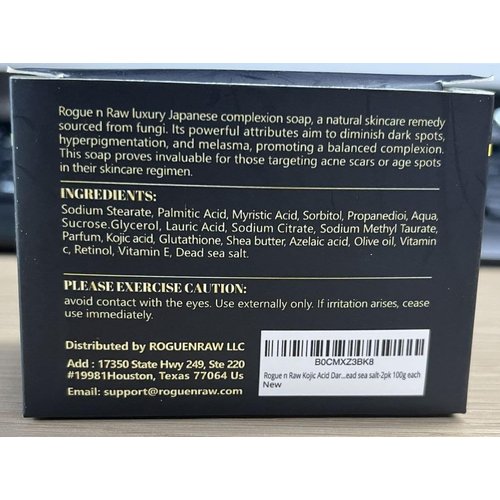 Rogue n Raw luxury Japanese complexion soap, a natural skincare remedy
sourced from fungi. Its powerful attributes aim to diminish dark spots,
hyperpigmentation, and melasma, promoting a balanced complexion.
This soap proves invaluable for those targeting acne scars or age spots
in their skincare regimen.
INGREDIENTS:
Sodium Stearate, Palmitic Acid, Myristic Acid, Sorbitol, Propanedioi, Aqua,
Sucrose.Glycerol, Lauric Acid, Sodium Citrate, Sodium Methyl Taurate,
Parfum, Kojic acid, Glutathione, Shea butter, Azelaic acid, Olive oil, Vitamin
c, Retinol, Vitamin E, Dead sea salt.
PLEASE EXERCISE CAUTION:
avoid contact with the eyes. Use externally only. If irritation arises, cease
use immediately.
Distributed by ROGUENRAW LLC
Add : 17350 State Hwy 249, Ste 220
#19981Houston, Texas 77064 Us
Email: support@roguenraw.com
B0CMXZ3BK8
Rogue n Raw Kojic Acid Dar...ead sea salt-2pk 100g each
New